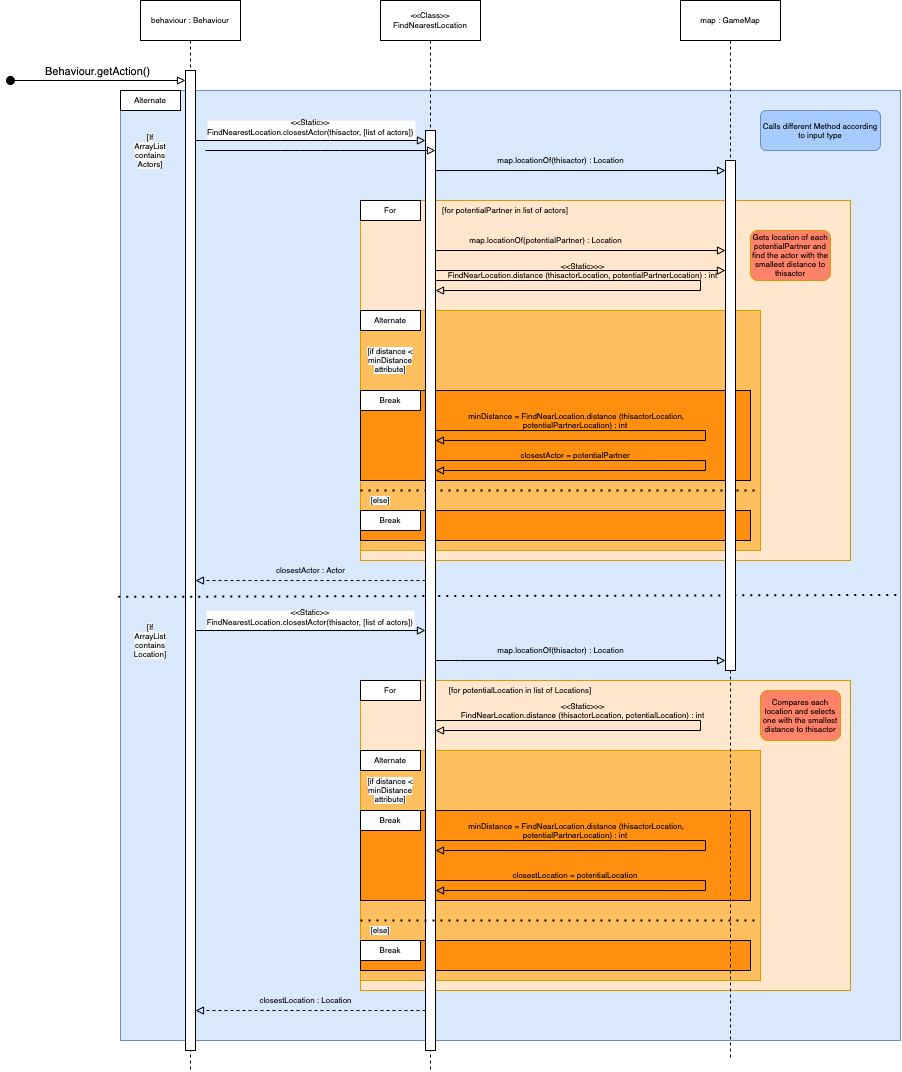 behaviour : Behaviour
<<Class>>
FindNearestLocation
map : GameMap
Behaviour.getAction()
Alternate
[If
ArrayList
contains
Actors]
<<Static>>
FindNearestLocation.closestActor(thisactor, [list of actors])
Calls different Method according
to input type
map.locationOf(thisactor) : Location
For
[for potentialPartner in list of actors]
map.locationOf(potentialPartner) : Location
Gets location of each
potentialPartner and
find the actor with the
smallest distance to
thisactor
<<Static>>>
FindNearLocation.distance (thisactorLocation, potentialPartnerLocation) : int
Alternate
[if distance <
minDistance
attribute]
Break
minDistance = FindNearLocation.distance (thisactorLocation,
potentialPartnerLocation) : int
closestActor = potentialPartner
[else]
Break
closestActor : Actor
<<Static>>
FindNearestLocation.closestActor(thisactor, [list of actors])
[If
ArrayList
contains
Location]
map.locationOf(thisactor) : Location
For
[for potentialLocation in list of Locations]
<<Static>>>
FindNearLocation.distance (thisactorLocation, potentialLocation) : int
Compares each
location and selects
one with the smallest
distance to thisactor
Alternate
[if distance <
minDistance
attribute]
Break
minDistance = FindNearLocation.distance (thisactorLocation,
potentialPartnerLocation) : int
closestLocation = potentialLocation
[else]
Break
closestLocation : Location